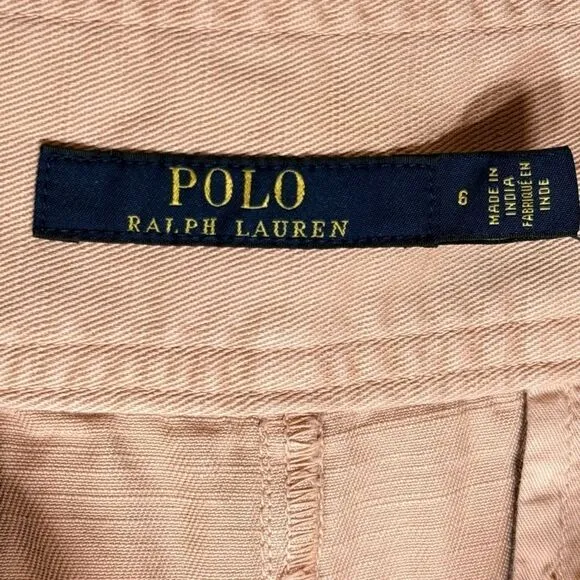 POLO
RALPH LAUREN
6
MADE IN
INDIA
FABRIQUÉ EN
INDE